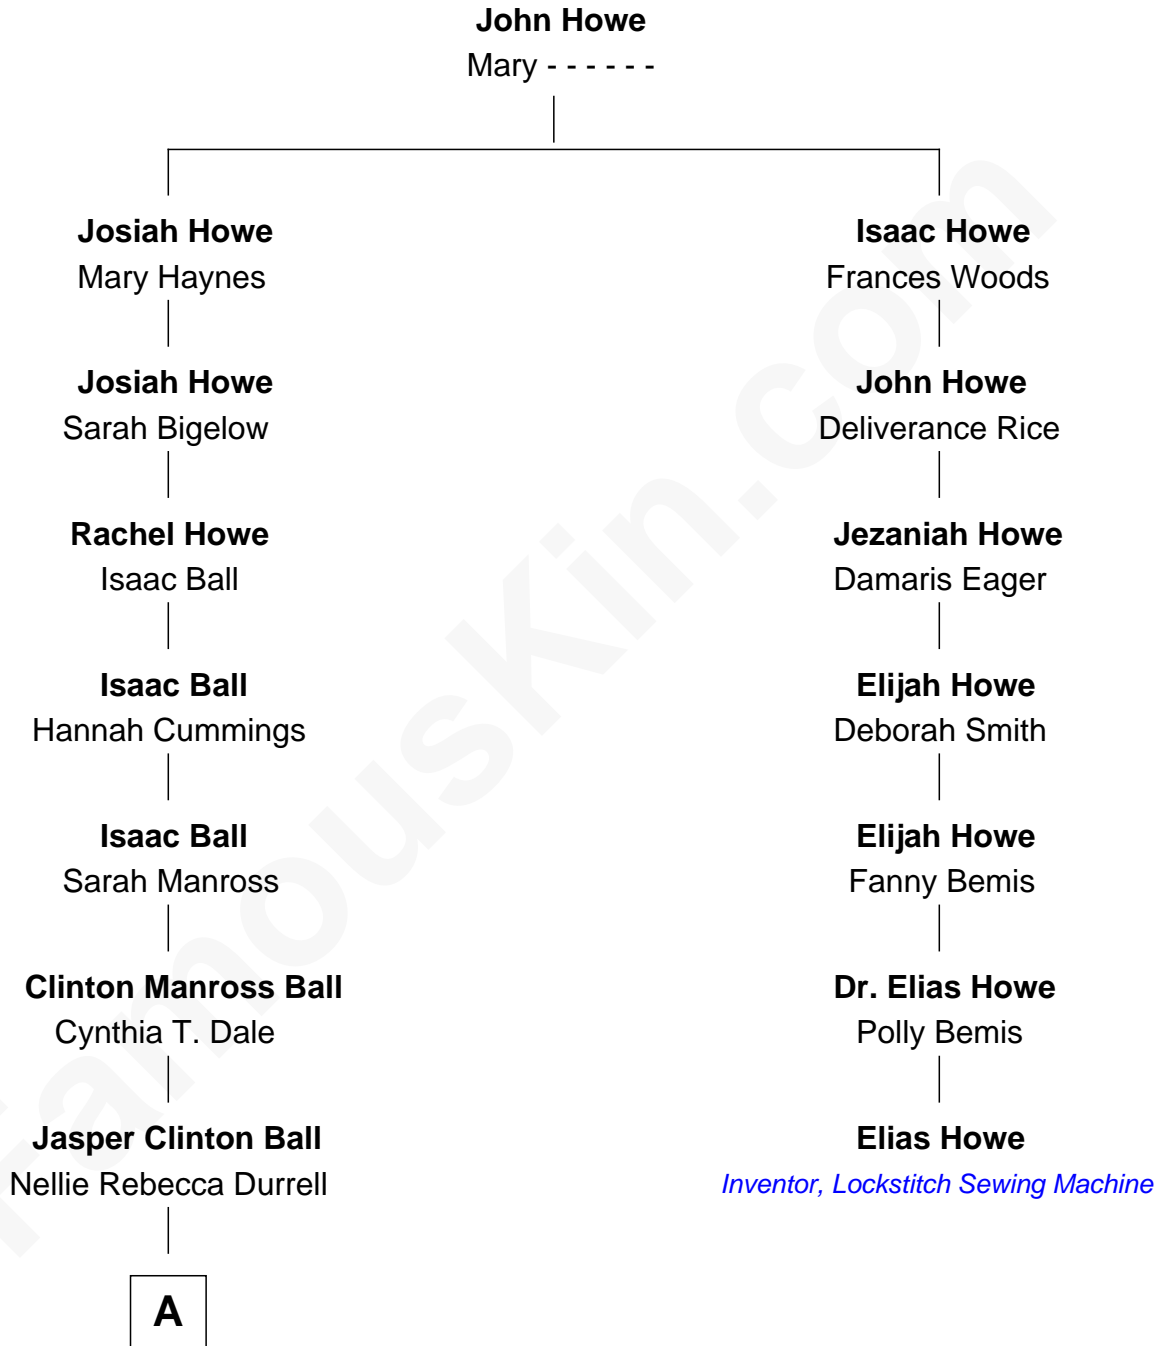 John Howe
Mary - - - - - -
Josiah Howe
Mary Haynes
Isaac Howe
Frances Woods
Josiah Howe
Sarah Bigelow
John Howe
Deliverance Rice
Rachel Howe
Isaac Ball
Jezaniah Howe
Damaris Eager
Isaac Ball
Hannah Cummings
Elijah Howe
Deborah Smith
Isaac Ball
Sarah Manross
Elijah Howe
Fanny Bemis
Clinton Manross Ball
Cynthia T. Dale
Dr. Elias Howe
Polly Bemis
Jasper Clinton Ball
Nellie Rebecca Durrell
Elias Howe
Inventor, Lockstitch Sewing Machine
A
FamousKin.com